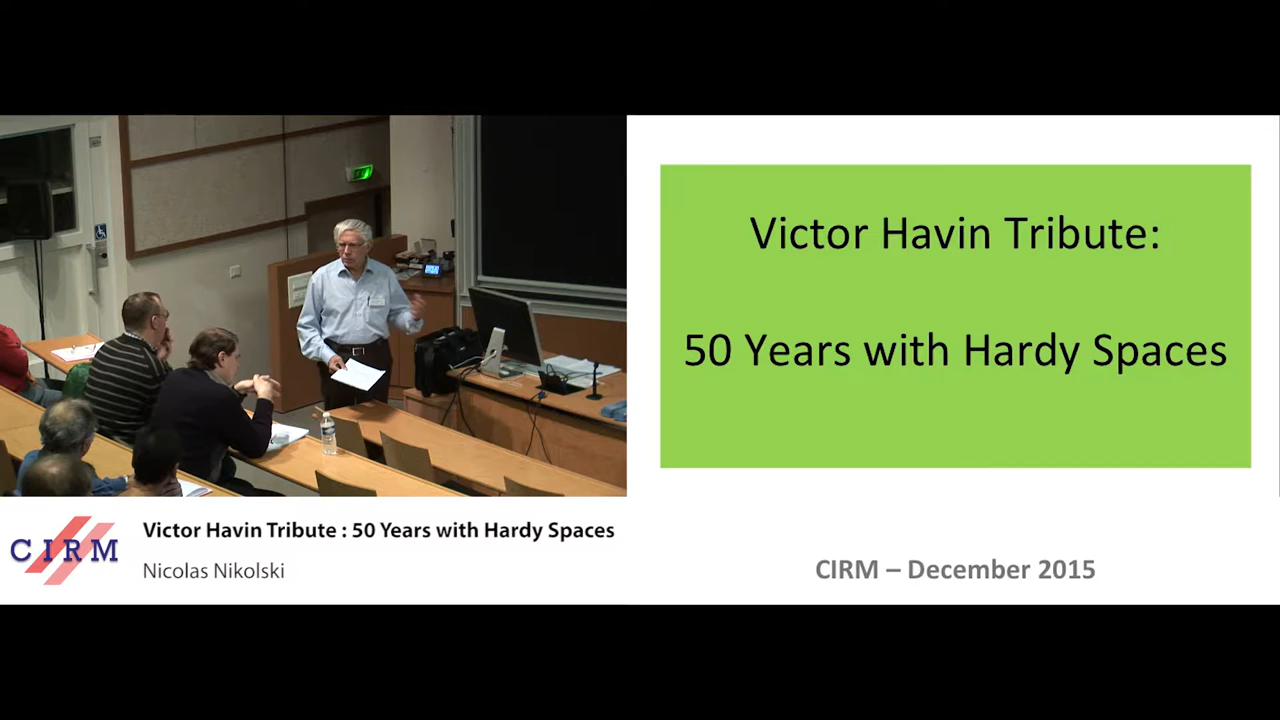 Victor Havin Tribute:
50 Years with Hardy Spaces
CIRM
Victor Havin Tribute : 50 Years with Hardy Spaces
Nicolas Nikolski
CIRM – December 2015